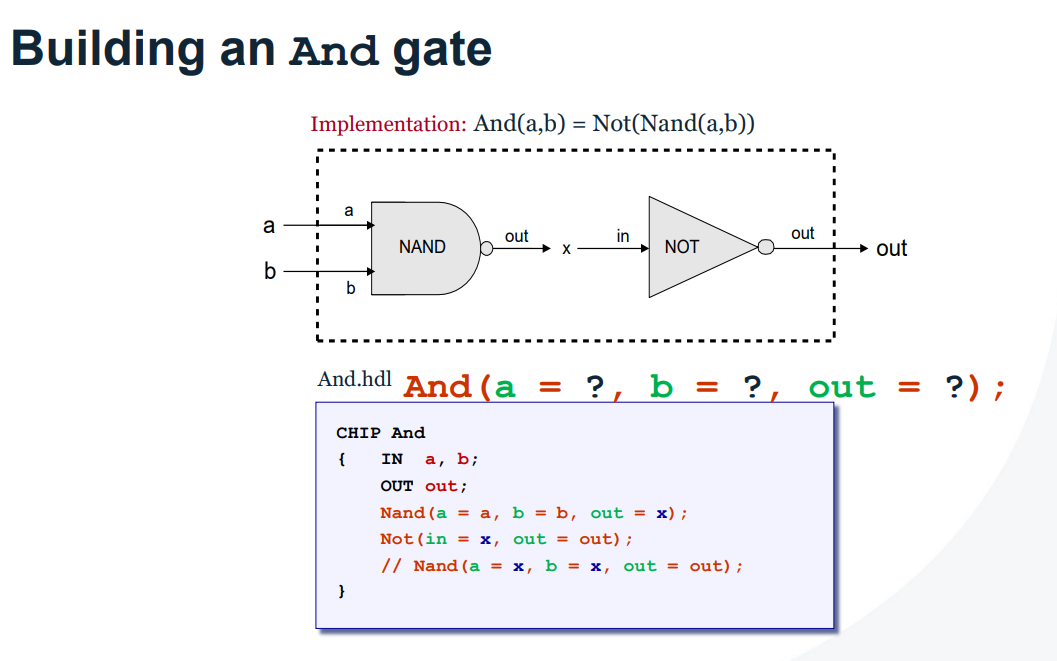 Building an And gate
Implementation: And(a,b) = Not(Nand(a,b))
a
a
NAND
out
x
in
NOT
out
out
b
b
And.hdl
And(a = ?, b = ?, out = ?);
CHIP And
{ IN a, b;
OUT out;
Nand(a = a, b = b, out = x);
Not(in = x, out = out);
// Nand(a = x, b = x, out = out);
}